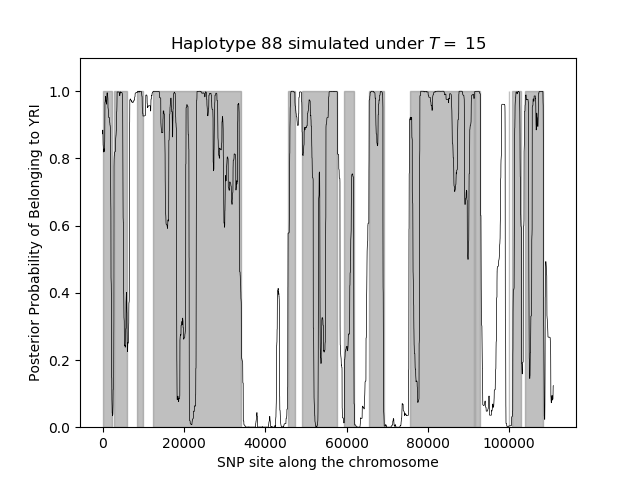 Haplotype 88 simulated under T = 15
Posterior Probability of Belonging to YRI
1.0
0.8
0.6
0.4
0.2
0.0
0 20000 40000 60000 80000 100000
SNP site along the chromosome